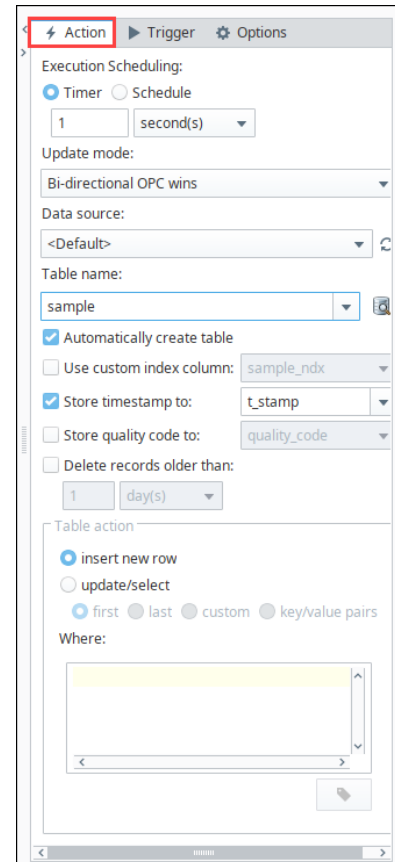 Action Trigger Options
Execution Scheduling:
Timer Schedule
1 second(s)
Update mode:
Bi-directional OPC wins
Data source:
<Default>
Table name:
sample
Automatically create table
Use custom index column: sample_ndx
Store timestamp to: t_stamp
Store quality code to: quality_code
Delete records older than:
1 day(s)
Table action
insert new row
update/select
first last custom key/value pairs
Where: